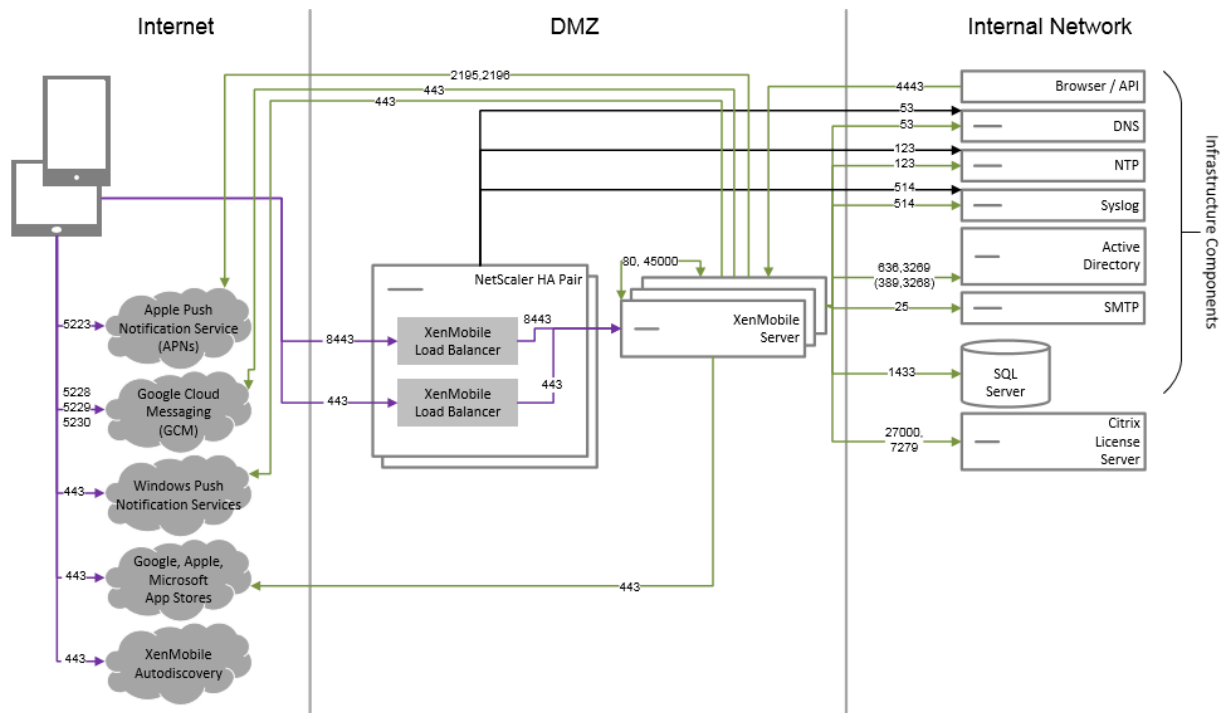 Internet
DMZ
Internal Network
2195,2196
443
443
4443
Browser / API
53
53
DNS
123
123
NTP
514
514
Syslog
636,3269
(389,3268)
Active
Directory
25
SMTP
1433
SQL
Server
27000,
7279
Citrix
License
Server
Infrastructure Components
NetScaler HA Pair
80, 45000
XenMobile
Load Balancer
8443
8443
XenMobile
Load Balancer
443
443
XenMobile
Server
5223
Apple Push
Notification Service
(APNs)
5228
5229
5230
Google Cloud
Messaging
(GCM)
443
Windows Push
Notification Services
443
Google, Apple,
Microsoft
App Stores
443
443
XenMobile
Autodiscovery